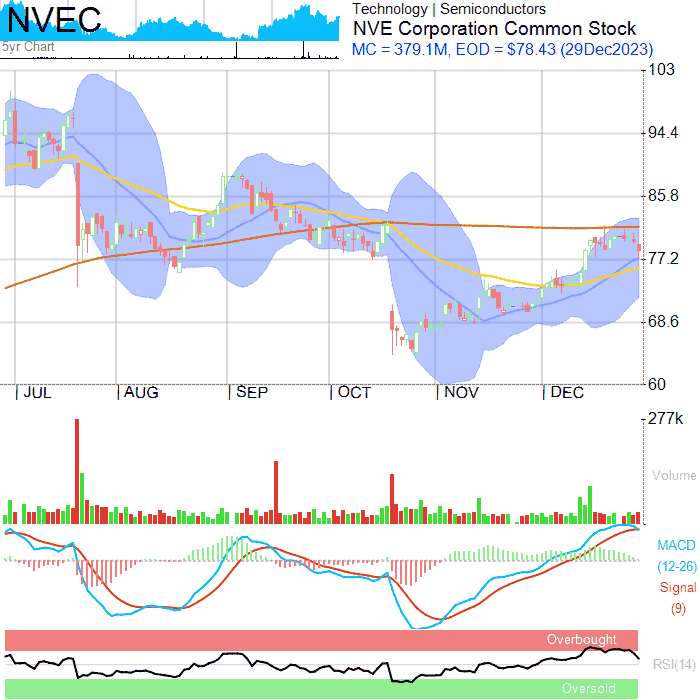 NVEC
5yr Chart
Technology | Semiconductors
NVE Corporation Common Stock
MC = 379.1M, EOD = $78.43 (29Dec2023)
103
94.4
85.8
77.2
68.6
60
JUL AUG SEP OCT NOV DEC
277k
Volume
MACD
(12-26)
Signal
(9)
Overbought
RSI(14)
Oversold